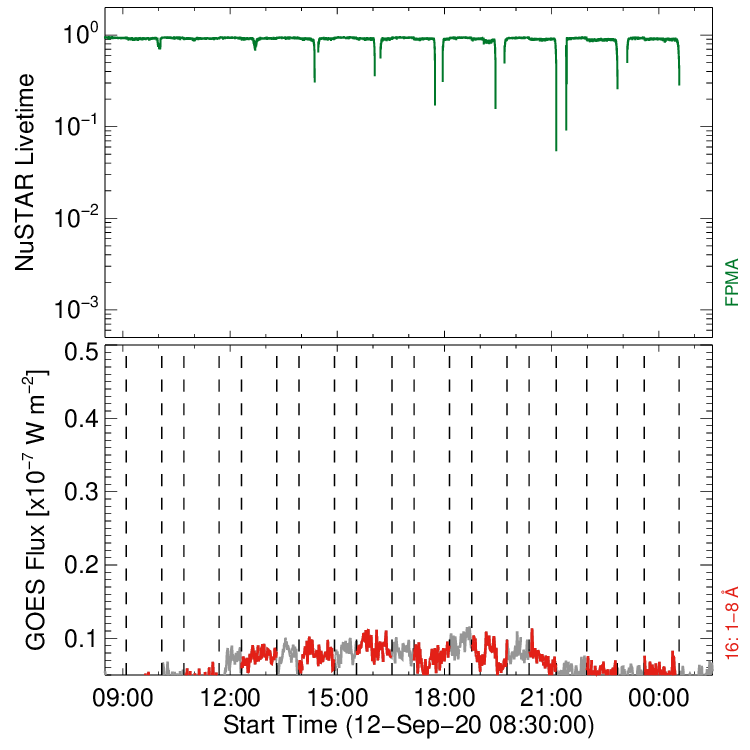 10⁰
10⁻¹
10⁻²
10⁻³
NuSTAR Livetime
FPMA
0.5
0.4
0.3
0.2
0.1
GOES Flux [x10⁻⁷ W m⁻²]
16: 1−8 Å
09:00 12:00 15:00 18:00 21:00 00:00
Start Time (12−Sep−20 08:30:00)